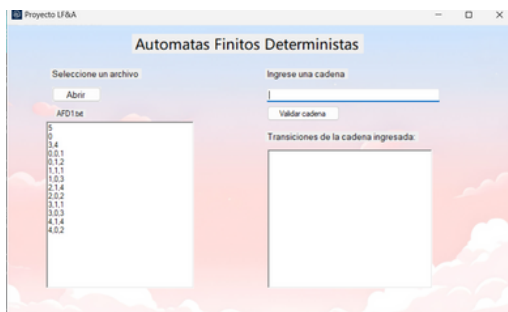 Proyecto LF&A
Automatas Finitos Deterministas
Seleccione un archivo
Abrir
AFD1.txt
5
0
3,4
0,0,1
0,1,2
1,1,1
1,0,3
2,1,4
2,0,2
3,1,1
3,0,3
4,1,4
4,0,2
Ingrese una cadena
Validar cadena
Transiciones de la cadena ingresada: